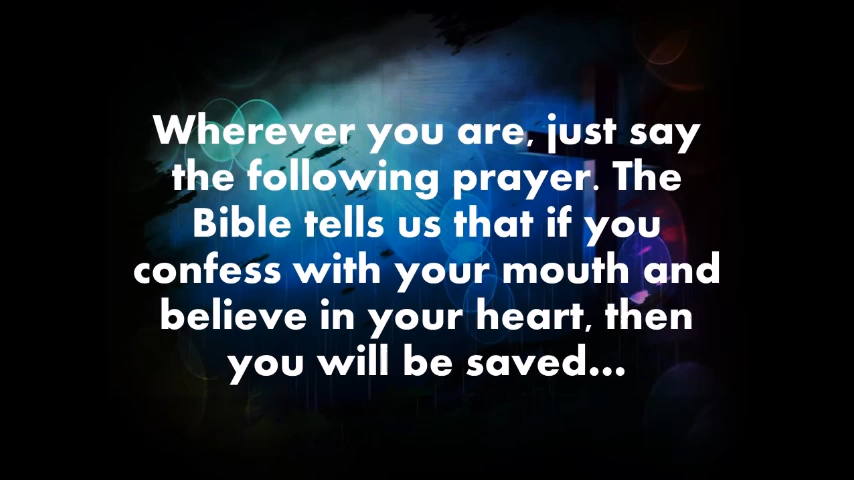 Wherever you are, just say
the following prayer. The
Bible tells us that if you
confess with your mouth and
believe in your heart, then
you will be saved...